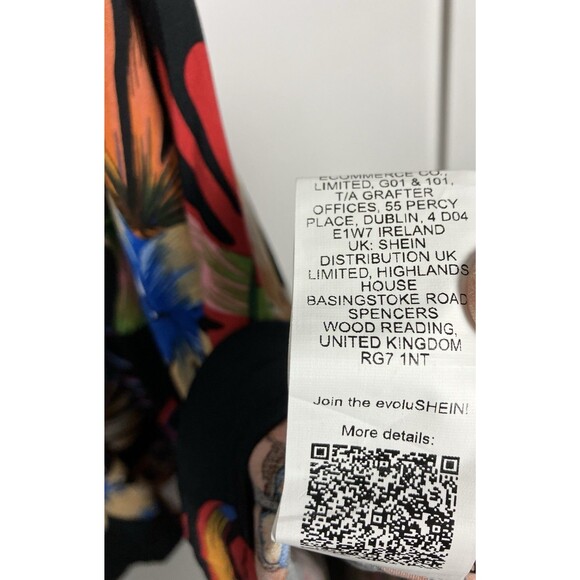 ECOMMERCE CO.,
LIMITED, G01 & 101,
T/A GRAFTER
OFFICES, 55 PERCY
PLACE, DUBLIN, 4 D04
E1W7 IRELAND
UK: SHEIN
DISTRIBUTION UK
LIMITED, HIGHLANDS
HOUSE
BASINGSTOKE ROAD
SPENCERS
WOOD READING,
UNITED KINGDOM
RG7 1NT
Join the evoluSHEIN!
More details: